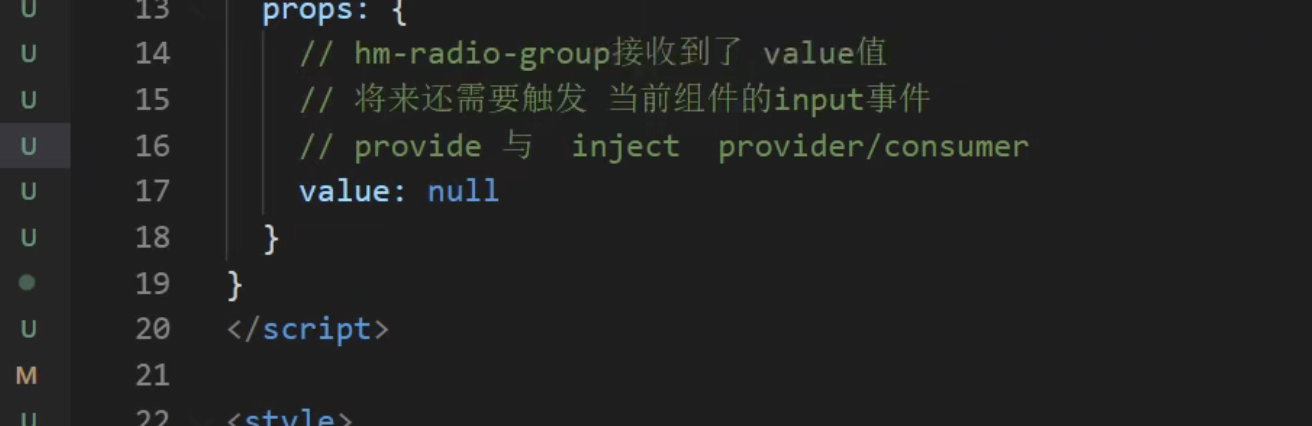 U 13 props: {
U 14 // hm-radio-group接收到了 value值
U 15 // 将来还需要触发 当前组件的input事件
U 16 // provide 与 inject provider/consumer
U 17 value: null
U 18 }
19 }
U 20 </script>
M 21
U 22 <style>